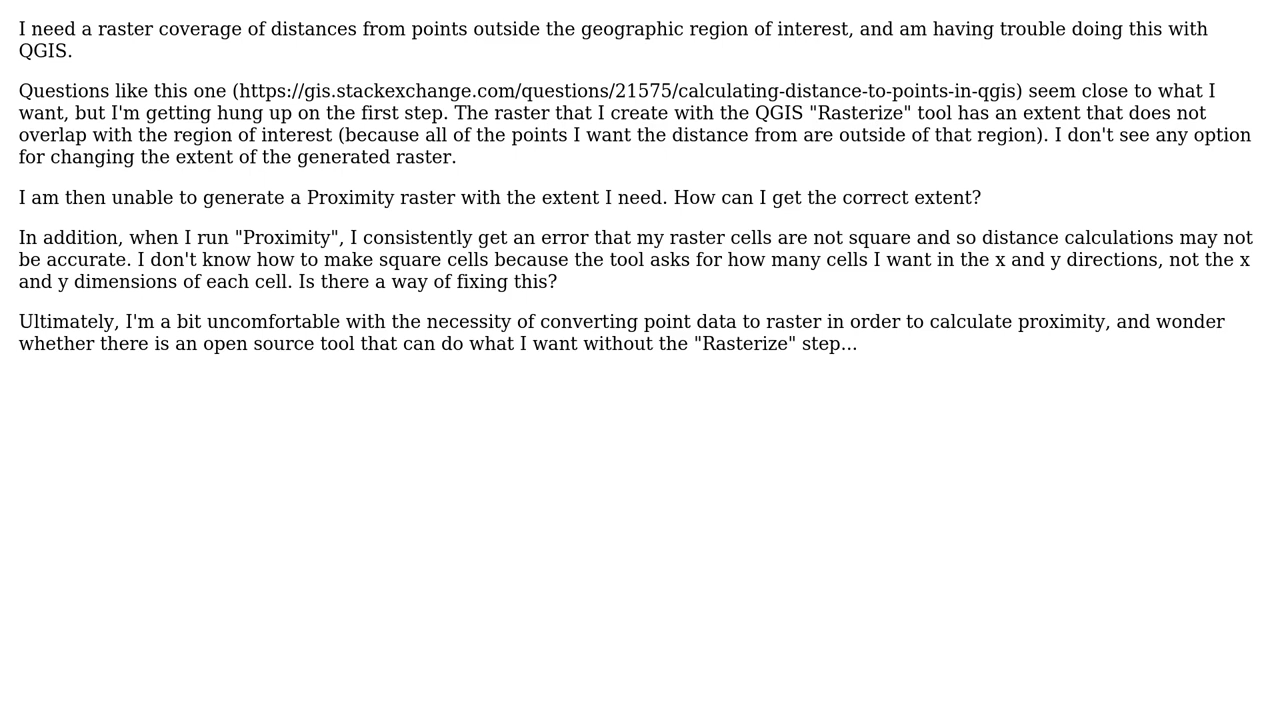 I need a raster coverage of distances from points outside the geographic region of interest, and am having trouble doing this with
QGIS.
Questions like this one (https://gis.stackexchange.com/questions/21575/calculating-distance-to-points-in-qgis) seem close to what I
want, but I'm getting hung up on the first step. The raster that I create with the QGIS "Rasterize" tool has an extent that does not
overlap with the region of interest (because all of the points I want the distance from are outside of that region). I don't see any option
for changing the extent of the generated raster.
I am then unable to generate a Proximity raster with the extent I need. How can I get the correct extent?
In addition, when I run "Proximity", I consistently get an error that my raster cells are not square and so distance calculations may not
be accurate. I don't know how to make square cells because the tool asks for how many cells I want in the x and y directions, not the x
and y dimensions of each cell. Is there a way of fixing this?
Ultimately, I'm a bit uncomfortable with the necessity of converting point data to raster in order to calculate proximity, and wonder
whether there is an open source tool that can do what I want without the "Rasterize" step...